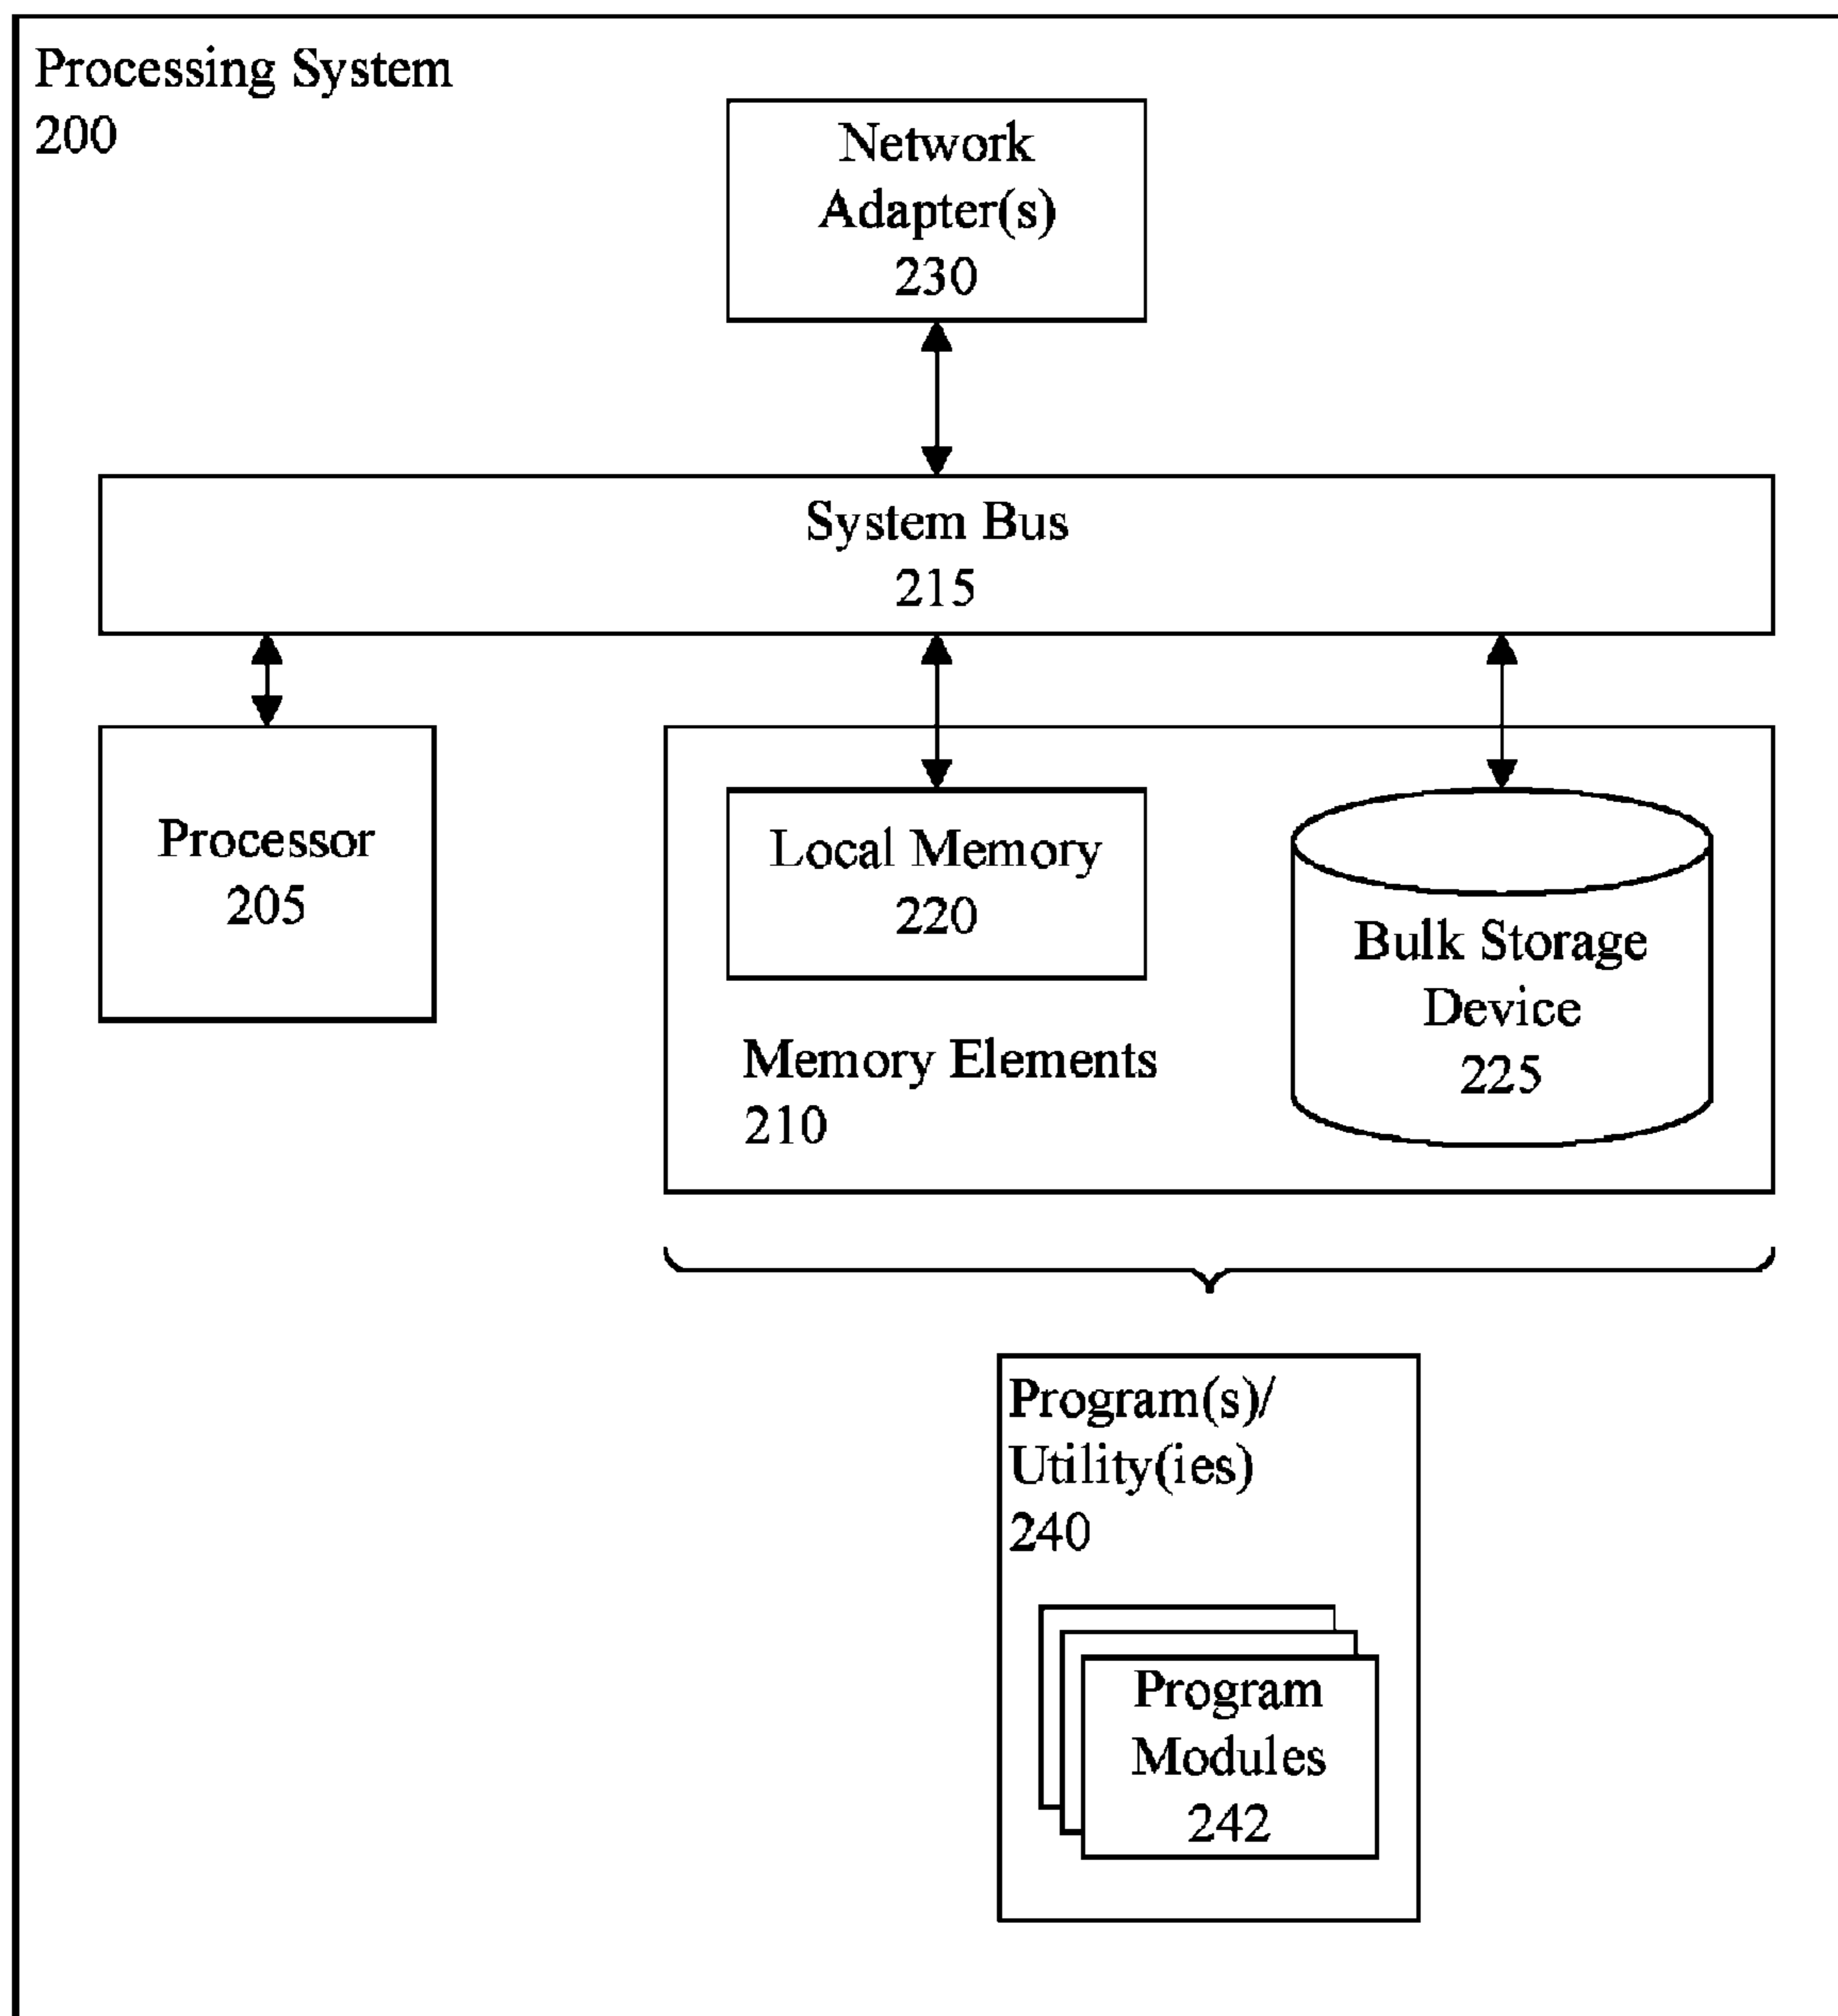 Processing System
200
Network
Adapter(s)
230
System Bus
215
Processor
205
Local Memory
220
Bulk Storage
Device
225
Memory Elements
210
Program(s)/
Utility(ies)
240
Program
Modules
242